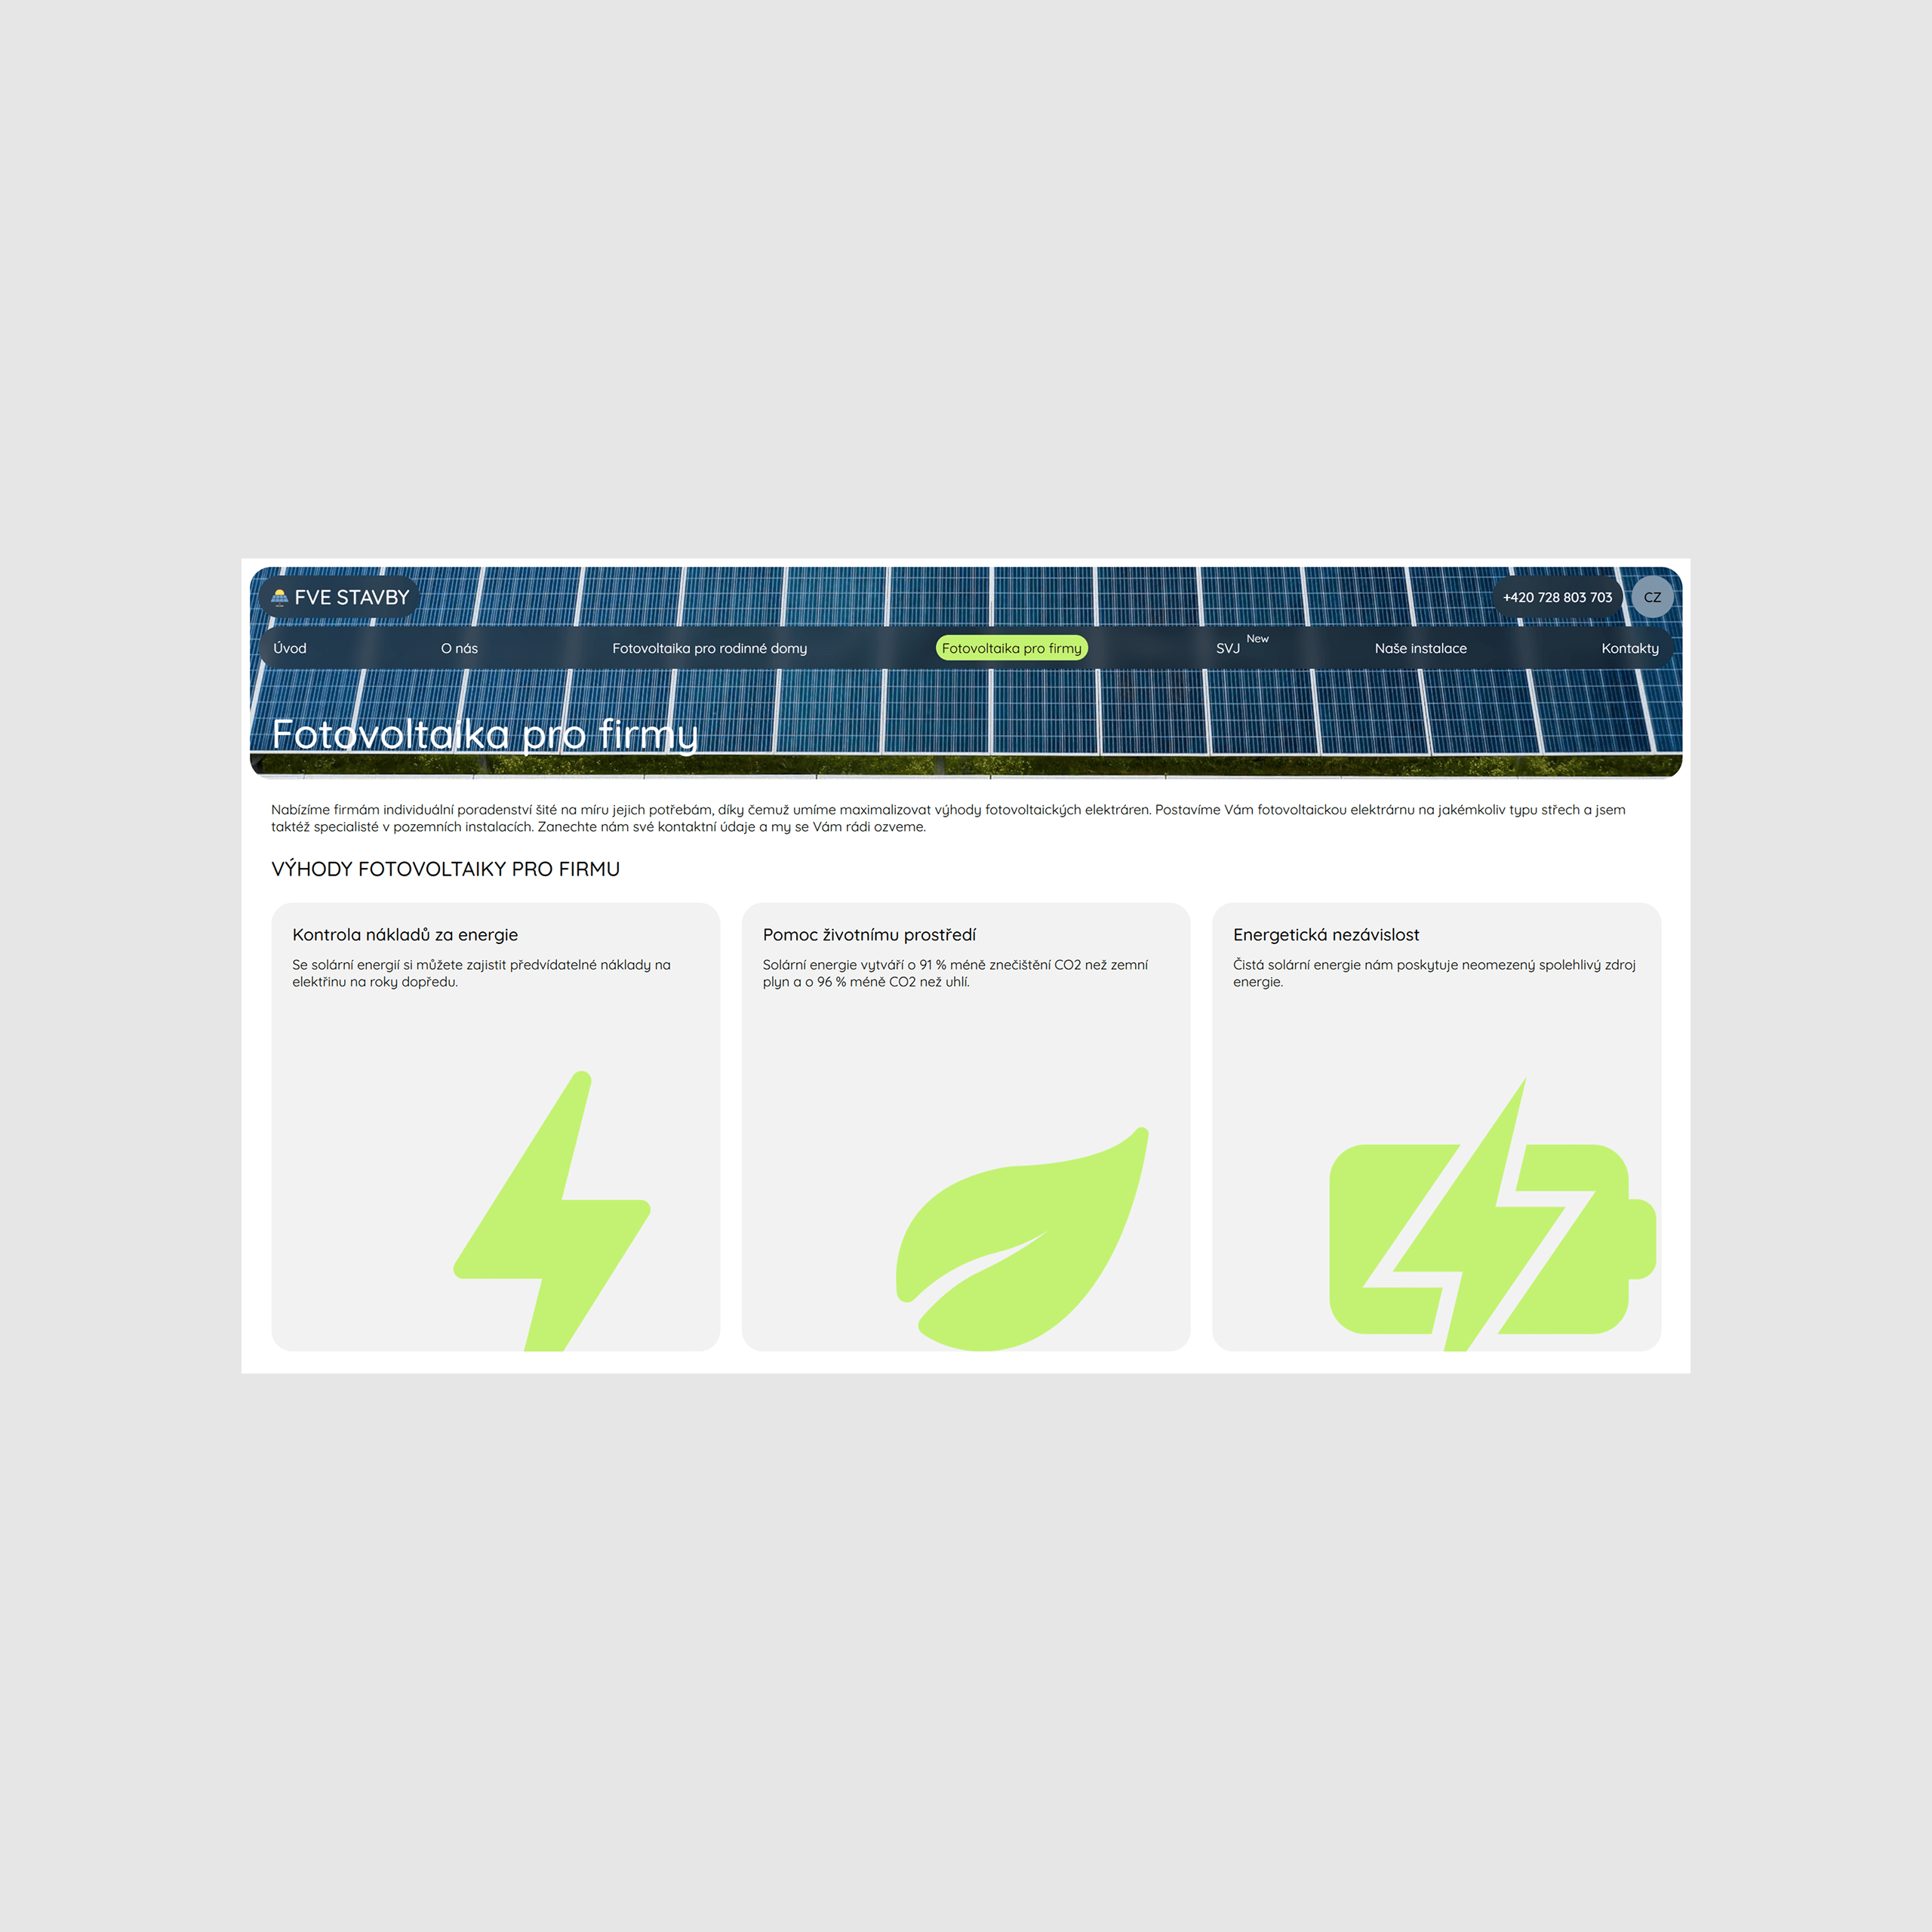 FVE STAVBY
+420 728 803 703
CZ
Úvod
O nás
Fotovoltaika pro rodinné domy
Fotovoltaika pro firmy
SVJ
New
Naše instalace
Kontakty
Fotovoltaika pro firmy
Nabízíme firmám individuální poradenství šité na míru jejich potřebám, díky čemuž umíme maximalizovat výhody fotovoltaických elektráren. Postavíme Vám fotovoltaickou elektrárnu na jakémkoliv typu střech a jsem
taktéž specialisté v pozemních instalacích. Zanechte nám své kontaktní údaje a my se Vám rádi ozveme.
VÝHODY FOTOVOLTAIKY PRO FIRMU
Kontrola nákladů za energie
Se solární energií si můžete zajistit předvídatelné náklady na
elektřinu na roky dopředu.
Pomoc životnímu prostředí
Solární energie vytváří o 91 % méně znečištění CO2 než zemní
plyn a o 96 % méně CO2 než uhlí.
Energetická nezávislost
Čistá solární energie nám poskytuje neomezený spolehlivý zdroj
energie.